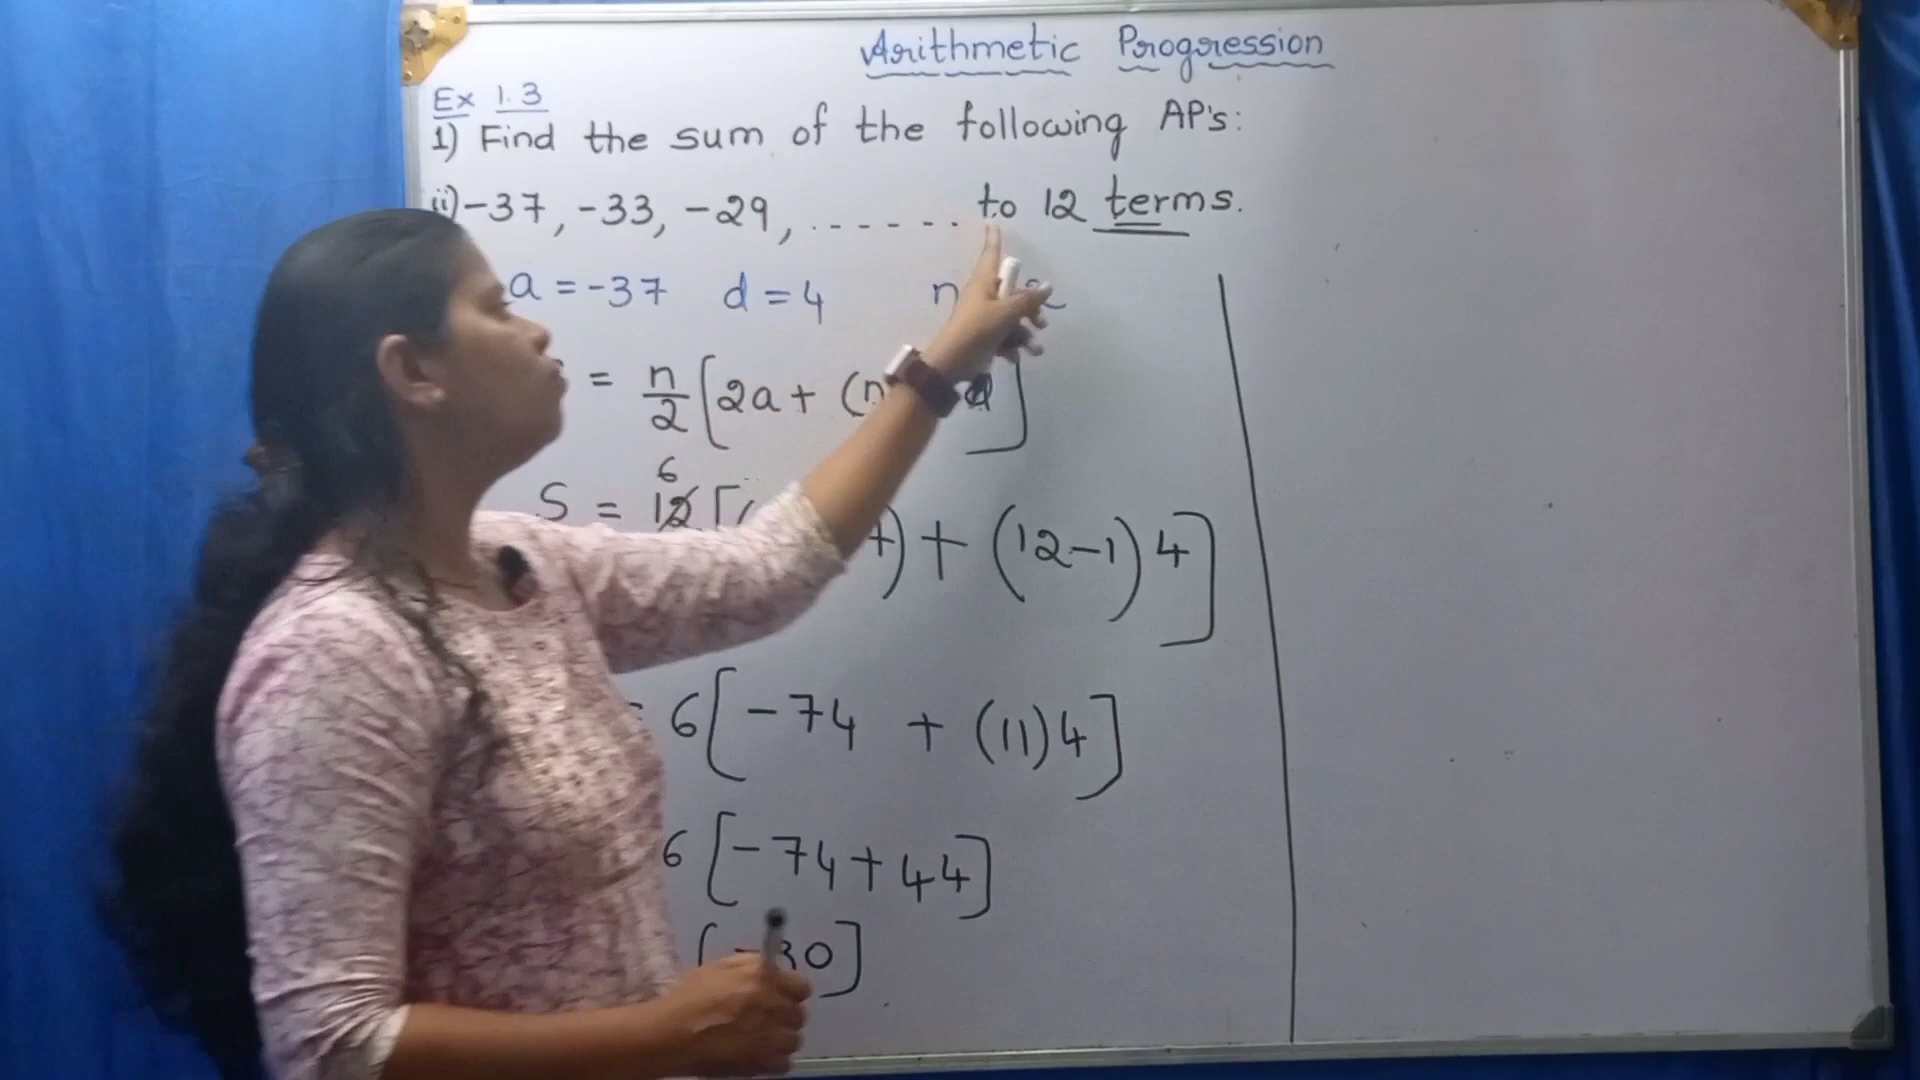 Arithmetic Progression
Ex 1.3
1) Find the sum of the following AP's:
ii) -37, -33, -29, ...... to 12 terms.
a = -37 d = 4 n
= n/2 [2a + (n d]
S = 12 [( ) + (12-1) 4]
6
6 [-74 + (11) 4]
6 [-74 + 44]
[-30]